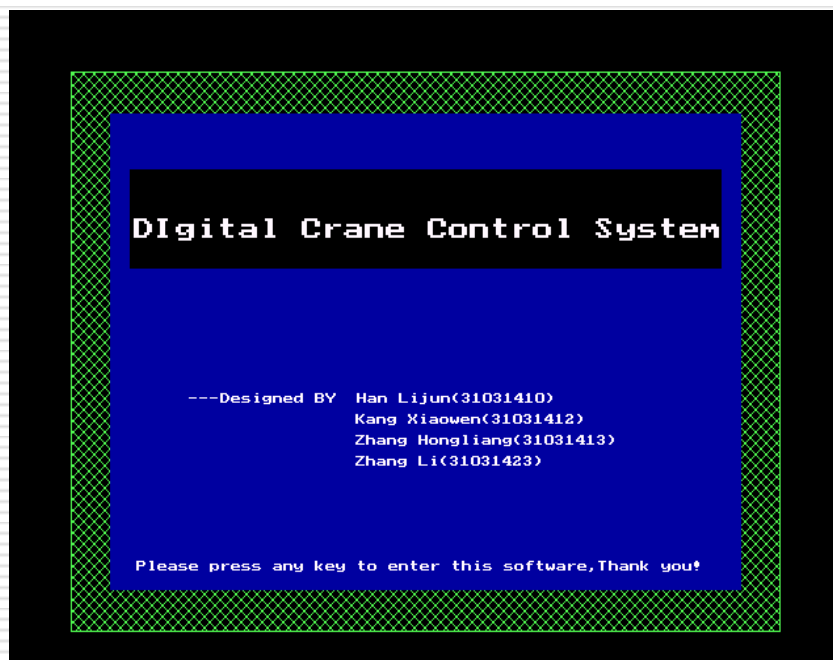 DIgital Crane Control System
---Designed BY Han Lijun(31031410)
Kang Xiaowen(31031412)
Zhang Hongliang(31031413)
Zhang Li(31031423)
Please press any key to enter this software,Thank you!